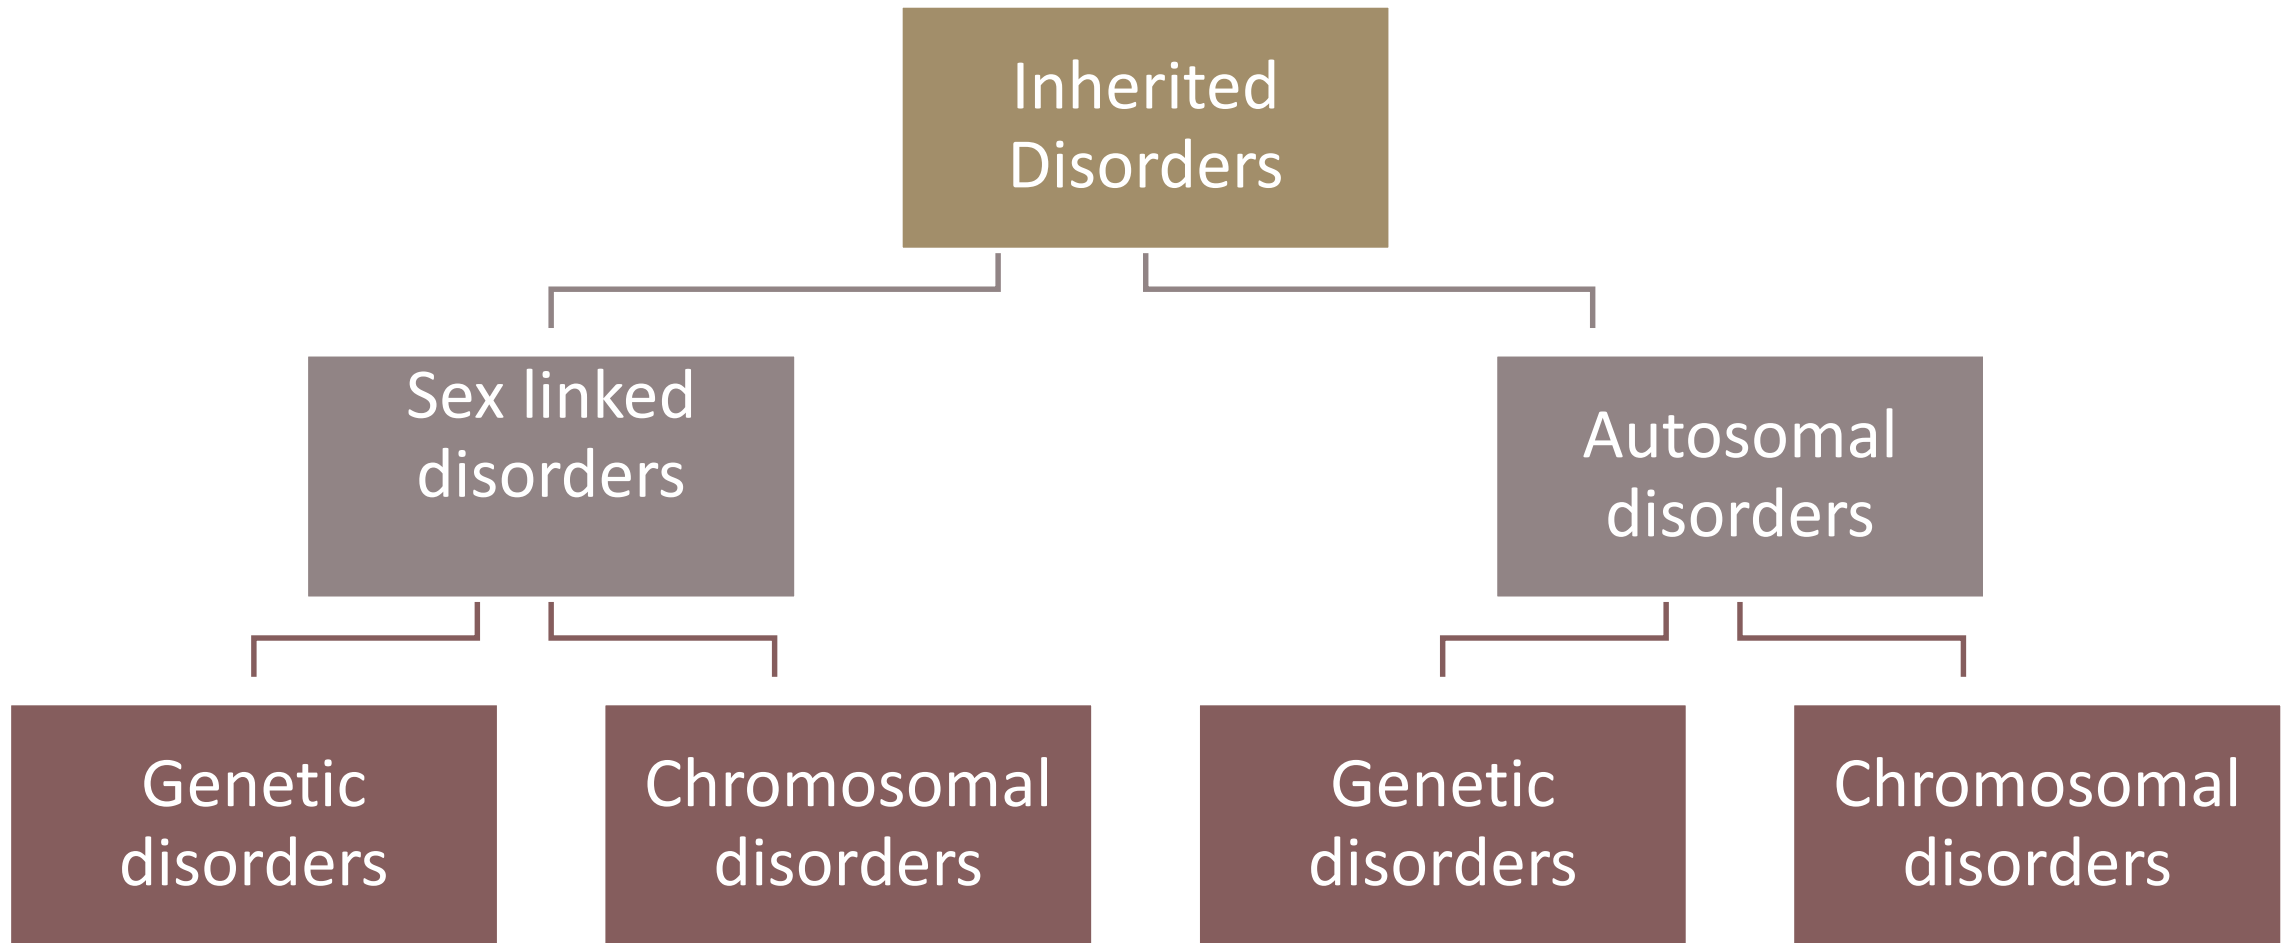 Inherited
Disorders
Sex linked
disorders
Autosomal
disorders
Genetic
disorders
Chromosomal
disorders
Genetic
disorders
Chromosomal
disorders